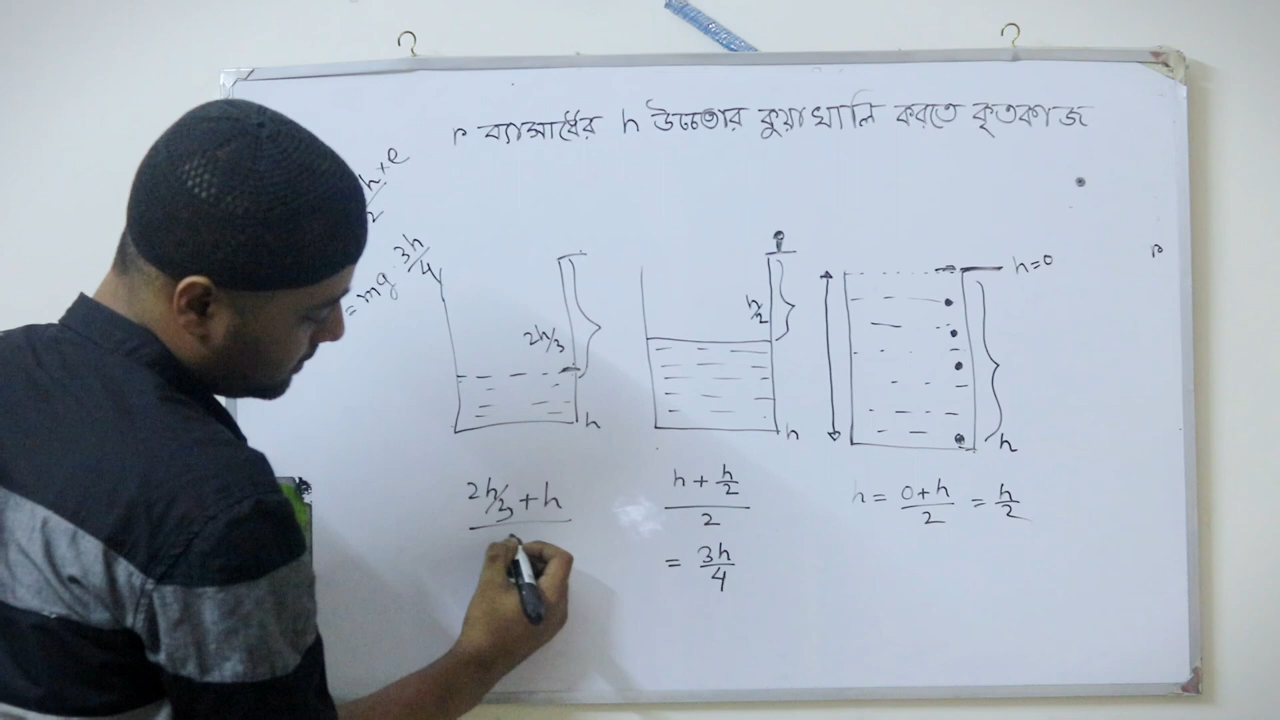 r ব্যাসার্ধের h উচ্চতার কুয়া খালি করতে কৃতকাজ
= mg. 3h/4
2h/3
h
h/2
h
h=0
h
2h/3 + h
h + h/2
2
= 3h/4
h = 0+h/2 = h/2